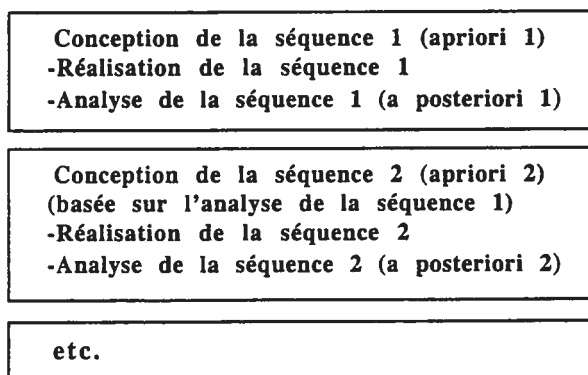 Conception de la séquence 1 (apriori 1)
-Réalisation de la séquence 1
-Analyse de la séquence 1 (a posteriori 1)
Conception de la séquence 2 (apriori 2)
(basée sur l'analyse de la séquence 1)
-Réalisation de la séquence 2
-Analyse de la séquence 2 (a posteriori 2)
etc.